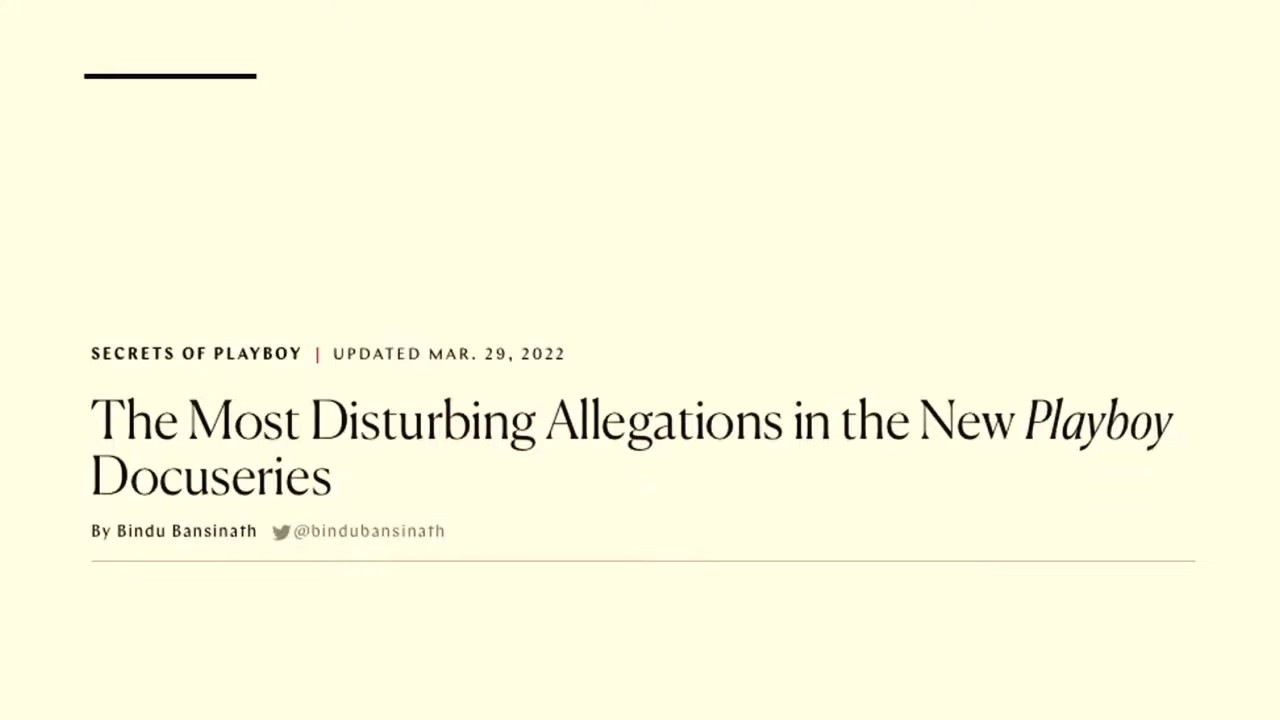 SECRETS OF PLAYBOY | UPDATED MAR. 29, 2022
The Most Disturbing Allegations in the New Playboy
Docuseries
By Bindu Bansinath @bindubansinath